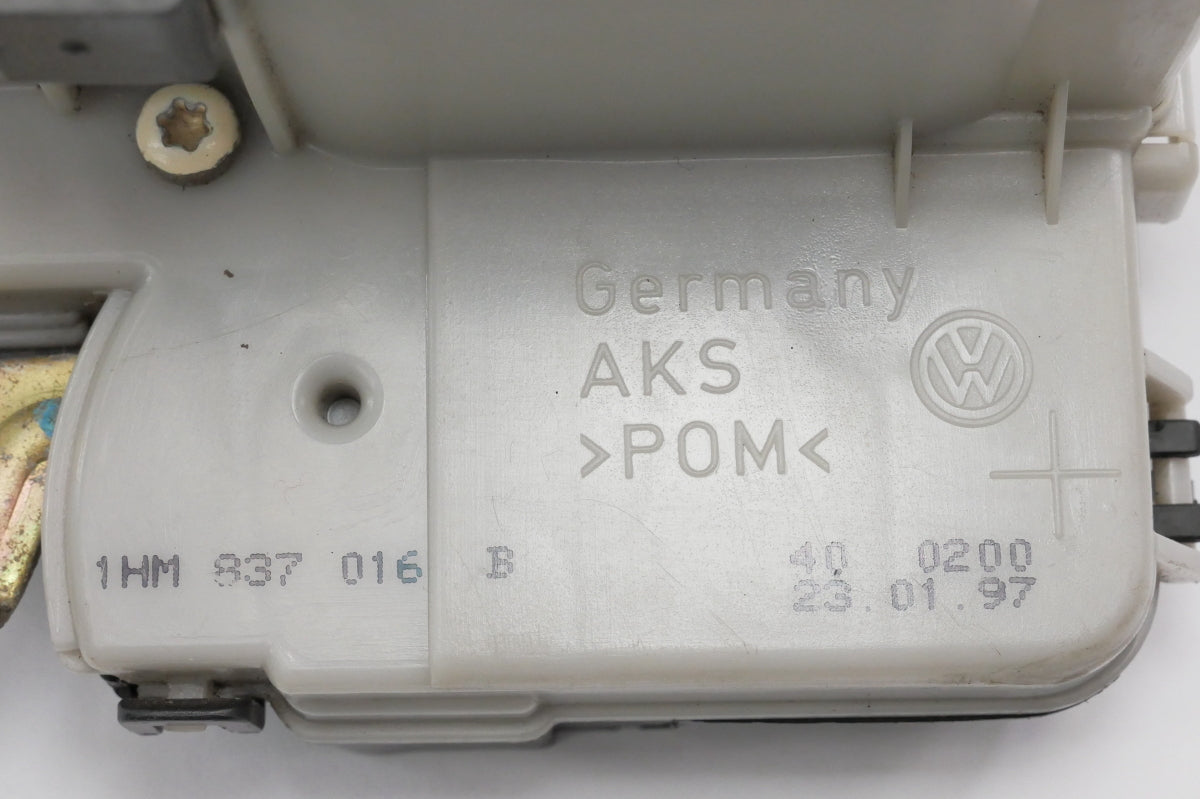 Germany
AKS
>POM<
1HM 837 016 B 40 0200
23.01.97